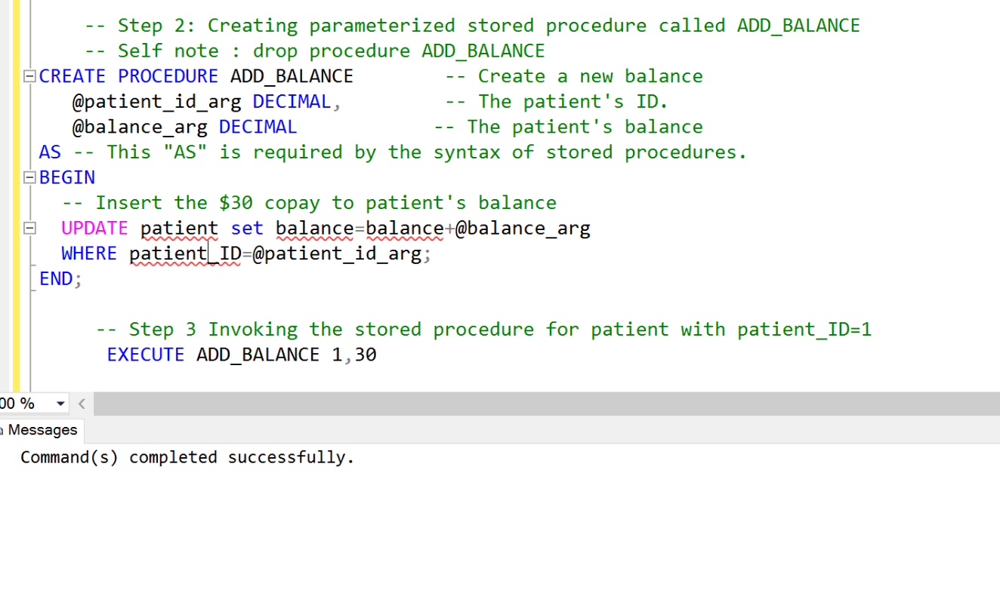 -- Step 2: Creating parameterized stored procedure called ADD_BALANCE
-- Self note : drop procedure ADD_BALANCE
CREATE PROCEDURE ADD_BALANCE -- Create a new balance
@patient_id_arg DECIMAL, -- The patient's ID.
@balance_arg DECIMAL -- The patient's balance
AS -- This "AS" is required by the syntax of stored procedures.
BEGIN
-- Insert the $30 copay to patient's balance
UPDATE patient set balance=balance+@balance_arg
WHERE patient_ID=@patient_id_arg;
END;
-- Step 3 Invoking the stored procedure for patient with patient_ID=1
EXECUTE ADD_BALANCE 1,30
00 %
Messages
Command(s) completed successfully.